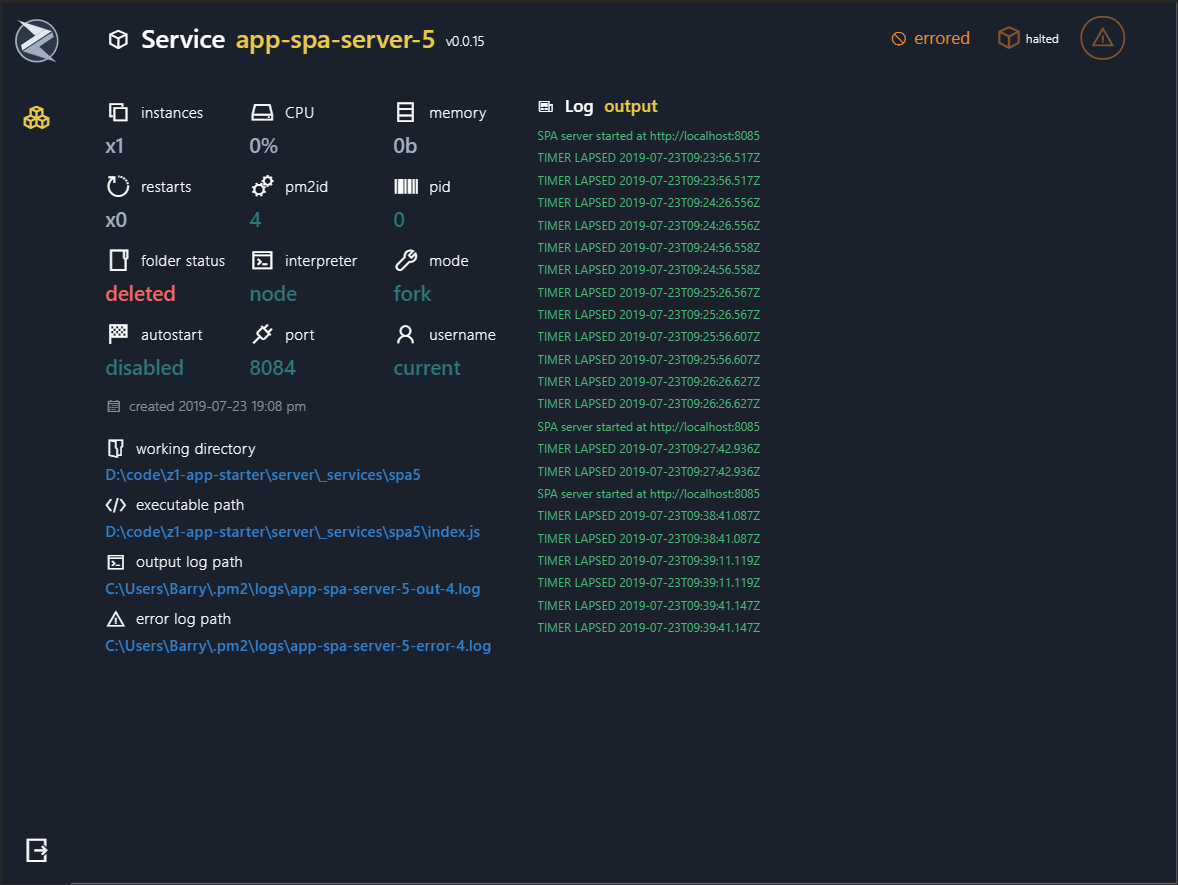 Service app-spa-server-5 v0.0.15
errored
halted
instances CPU memory
x1 0% 0b
restarts pm2id pid
x0 4 0
folder status interpreter mode
deleted node fork
autostart port username
disabled 8084 current
created 2019-07-23 19:08 pm
working directory
D:\code\z1-app-starter\server\_services\spa5
executable path
D:\code\z1-app-starter\server\_services\spa5\index.js
output log path
C:\Users\Barry\.pm2\logs\app-spa-server-5-out-4.log
error log path
C:\Users\Barry\.pm2\logs\app-spa-server-5-error-4.log
Log output
SPA server started at http://localhost:8085
TIMER LAPSED 2019-07-23T09:23:56.517Z
TIMER LAPSED 2019-07-23T09:23:56.517Z
TIMER LAPSED 2019-07-23T09:24:26.556Z
TIMER LAPSED 2019-07-23T09:24:26.556Z
TIMER LAPSED 2019-07-23T09:24:56.558Z
TIMER LAPSED 2019-07-23T09:24:56.558Z
TIMER LAPSED 2019-07-23T09:25:26.567Z
TIMER LAPSED 2019-07-23T09:25:26.567Z
TIMER LAPSED 2019-07-23T09:25:56.607Z
TIMER LAPSED 2019-07-23T09:25:56.607Z
TIMER LAPSED 2019-07-23T09:26:26.627Z
TIMER LAPSED 2019-07-23T09:26:26.627Z
SPA server started at http://localhost:8085
TIMER LAPSED 2019-07-23T09:27:42.936Z
TIMER LAPSED 2019-07-23T09:27:42.936Z
SPA server started at http://localhost:8085
TIMER LAPSED 2019-07-23T09:38:41.087Z
TIMER LAPSED 2019-07-23T09:38:41.087Z
TIMER LAPSED 2019-07-23T09:39:11.119Z
TIMER LAPSED 2019-07-23T09:39:11.119Z
TIMER LAPSED 2019-07-23T09:39:41.147Z
TIMER LAPSED 2019-07-23T09:39:41.147Z